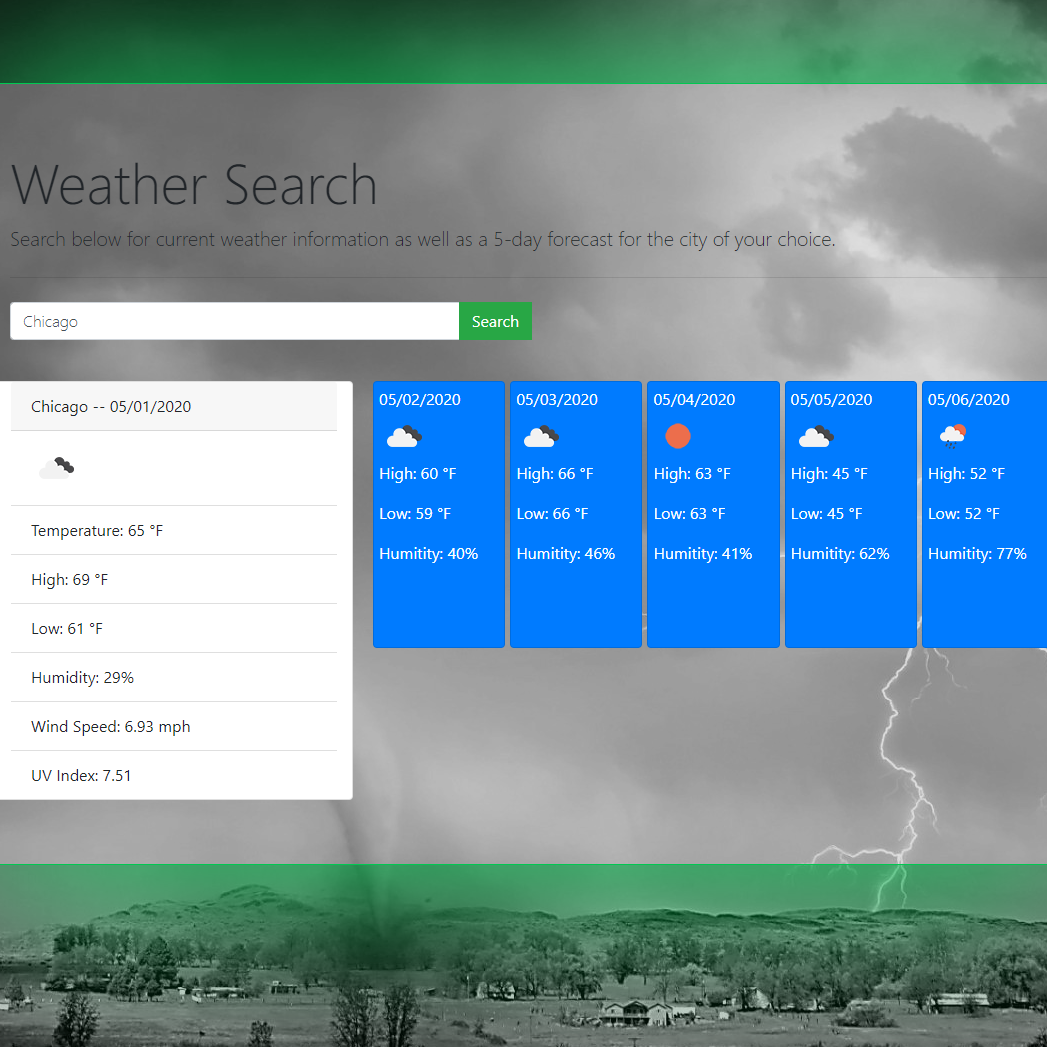 Weather Search
Search below for current weather information as well as a 5-day forecast for the city of your choice.
Chicago
Search
Chicago -- 05/01/2020
Temperature: 65 °F
High: 69 °F
Low: 61 °F
Humidity: 29%
Wind Speed: 6.93 mph
UV Index: 7.51
05/02/2020
High: 60 °F
Low: 59 °F
Humitity: 40%
05/03/2020
High: 66 °F
Low: 66 °F
Humitity: 46%
05/04/2020
High: 63 °F
Low: 63 °F
Humitity: 41%
05/05/2020
High: 45 °F
Low: 45 °F
Humitity: 62%
05/06/2020
High: 52 °F
Low: 52 °F
Humitity: 77%